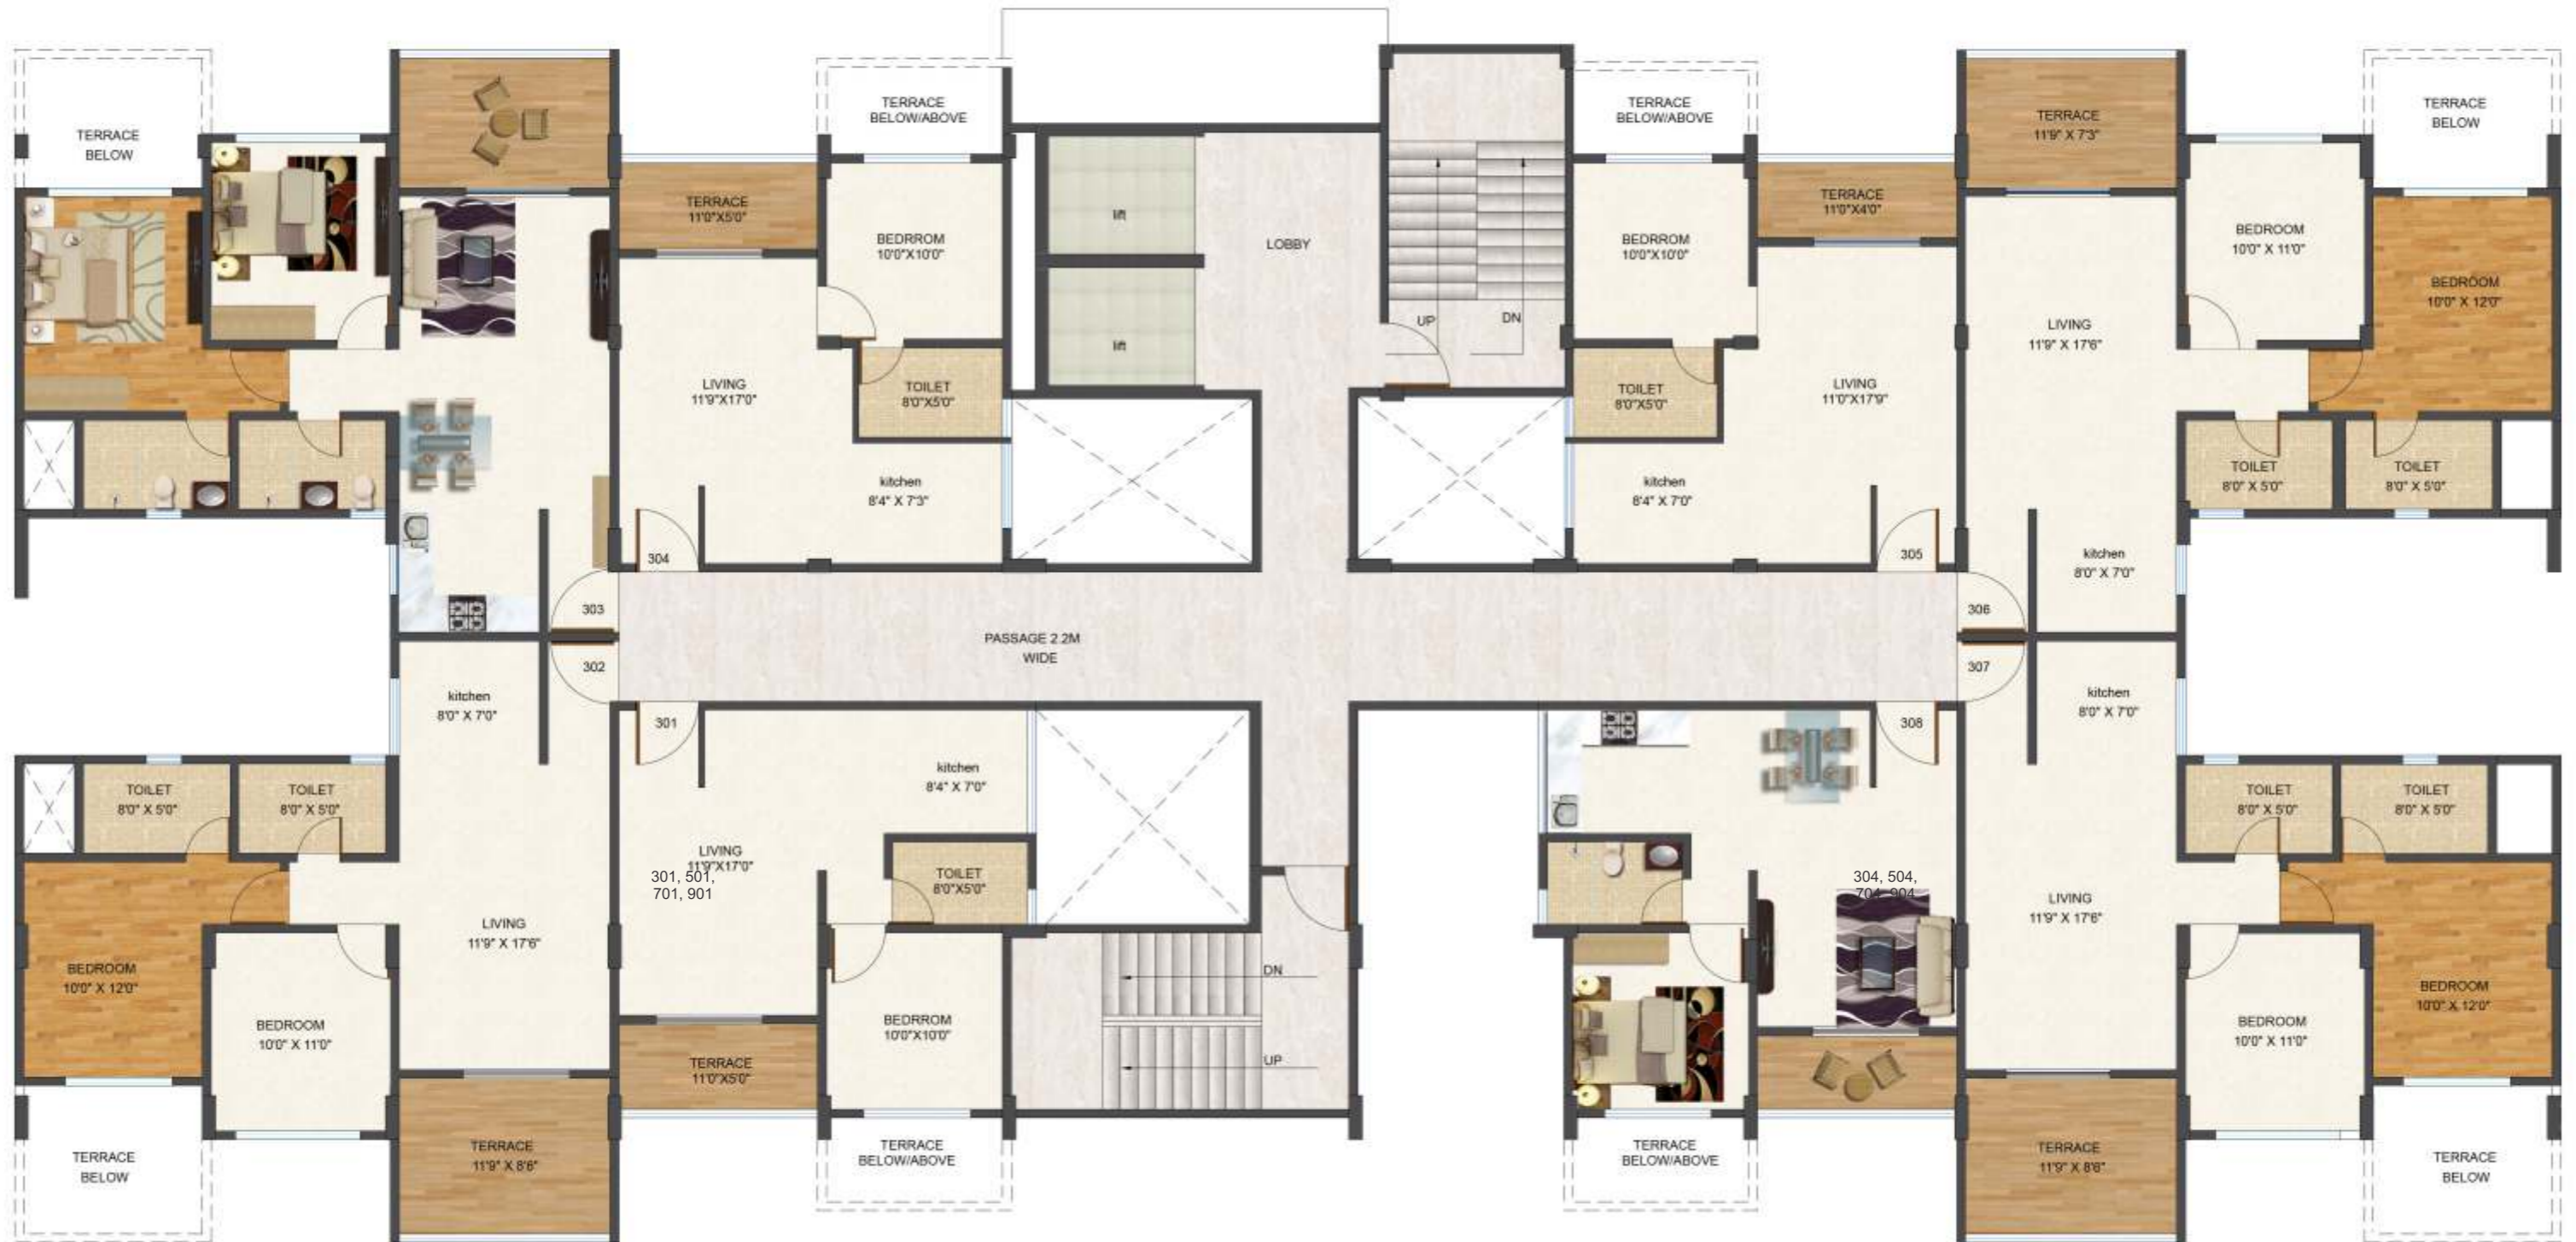 TERRACE
BELOW
TERRACE
BELOW/ABOVE
TERRACE
11'0"X5'0"
BEDRROM
10'0"X10'0"
lift
lift
LOBBY
UP
DN
TERRACE
BELOW/ABOVE
TERRACE
11'0"X4'0"
BEDRROM
10'0"X10'0"
TERRACE
11'9" X 7'3"
TERRACE
BELOW
BEDROOM
10'0" X 11'0"
BEDROOM
10'0" X 12'0"
LIVING
11'9" X 17'6"
LIVING
11'9"X17'0"
TOILET
8'0"X5'0"
TOILET
8'0"X5'0"
LIVING
11'0"X17'9"
kitchen
8'4" X 7'3"
kitchen
8'4" X 7'0"
TOILET
8'0" X 5'0"
TOILET
8'0" X 5'0"
304
303
305
306
kitchen
8'0" X 7'0"
PASSAGE 2.2M
WIDE
302
301
307
308
kitchen
8'0" X 7'0"
kitchen
8'0" X 7'0"
kitchen
8'4" X 7'0"
TOILET
8'0" X 5'0"
TOILET
8'0" X 5'0"
LIVING
11'9"X17'0"
301, 501,
701, 901
TOILET
8'0"X5'0"
304, 504,
704, 904
TOILET
8'0" X 5'0"
TOILET
8'0" X 5'0"
LIVING
11'9" X 17'6"
LIVING
11'9" X 17'6"
BEDROOM
10'0" X 12'0"
BEDROOM
10'0" X 11'0"
BEDRROM
10'0"X10'0"
DN
UP
BEDROOM
10'0" X 12'0"
BEDROOM
10'0" X 11'0"
TERRACE
11'0"X5'0"
TERRACE
BELOW
TERRACE
11'9" X 8'6"
TERRACE
BELOW/ABOVE
TERRACE
BELOW/ABOVE
TERRACE
11'9" X 8'6"
TERRACE
BELOW